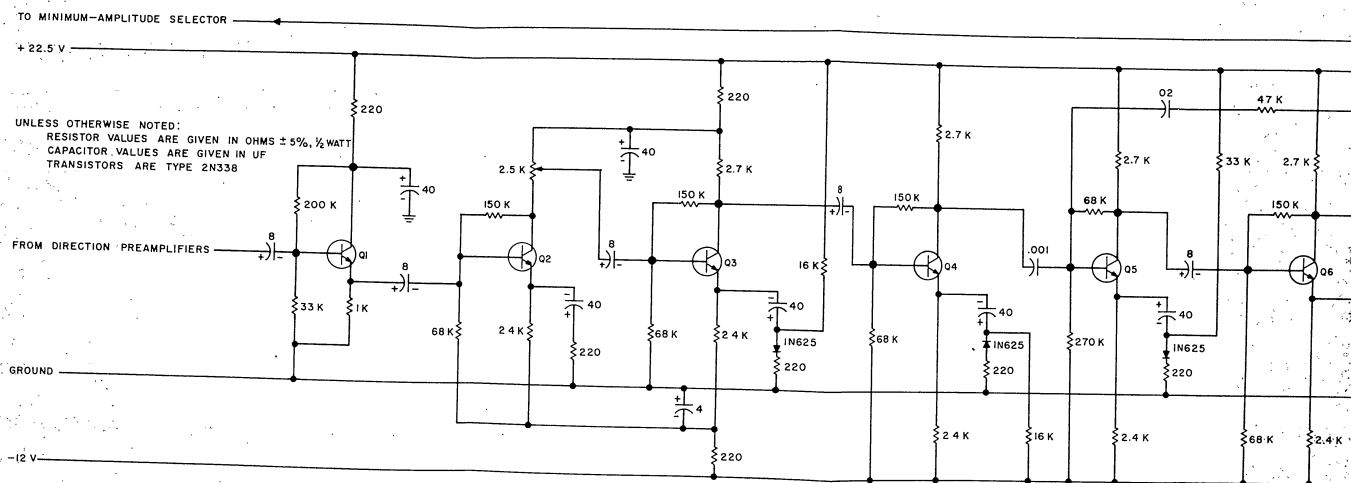 TO MINIMUM-AMPLITUDE SELECTOR
+ 22.5 V
UNLESS OTHERWISE NOTED:
RESISTOR VALUES ARE GIVEN IN OHMS ± 5%, ½ WATT
CAPACITOR VALUES ARE GIVEN IN UF
TRANSISTORS ARE TYPE 2N338
220
220
02
47 K
2.7 K
40
2.5 K
2.7 K
2.7 K
33 K
2.7 K
+
-
40
200 K
150 K
150 K
8
150 K
68 K
150 K
FROM DIRECTION PREAMPLIFIERS
8
Q1
8
Q2
8
Q3
16 K
Q4
.001
Q5
8
Q6
33 K
1K
68 K
2 4 K
40
220
68 K
2 4 K
40
1N625
220
68 K
40
1N625
220
270 K
40
1N625
220
GROUND
4
2 4 K
16 K
2.4 K
68 K
2.4 K
220
-12 V